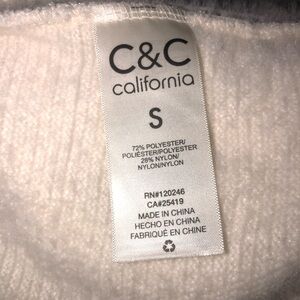 C&C
california
S
72% POLYESTER/
POLIÉSTER/POLYESTER
28% NYLON/
NYLON/NYLON
RN#120246
CA#25419
MADE IN CHINA
HECHO EN CHINA
FABRIQUÉ EN CHINE